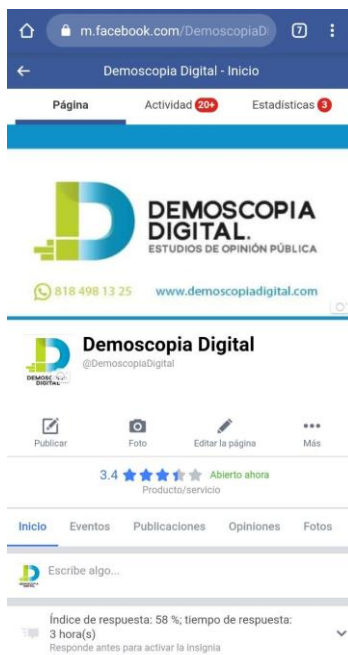 m.facebook.com/DemoscopiaD
7
Demoscopia Digital - Inicio
Página
Actividad 20+
Estadísticas 3
DEMOSCOPIA
DIGITAL.
ESTUDIOS DE OPINIÓN PÚBLICA
818 498 13 25
www.demoscopiadigital.com
Demoscopia Digital
@DemoscopiaDigital
Publicar
Foto
Editar la página
Más
3.4
Abierto ahora
Producto/servicio
Inicio
Eventos
Publicaciones
Opiniones
Fotos
Escribe algo...
Índice de respuesta: 58 %; tiempo de respuesta:
3 hora(s)
Responde antes para activar la insignia